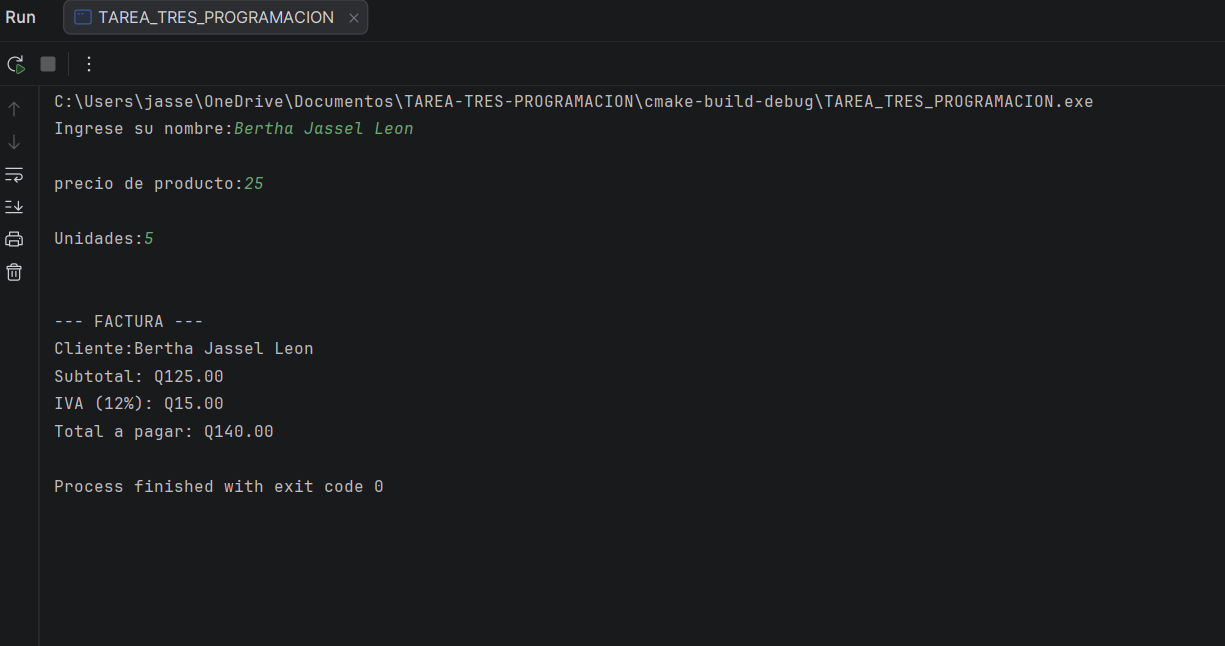 Run
TAREA_TRES_PROGRAMACION
C:\Users\jasse\OneDrive\Documentos\TAREA-TRES-PROGRAMACION\cmake-build-debug\TAREA_TRES_PROGRAMACION.exe
Ingrese su nombre:Bertha Jassel Leon
precio de producto:25
Unidades:5
--- FACTURA ---
Cliente:Bertha Jassel Leon
Subtotal: Q125.00
IVA (12%): Q15.00
Total a pagar: Q140.00
Process finished with exit code 0